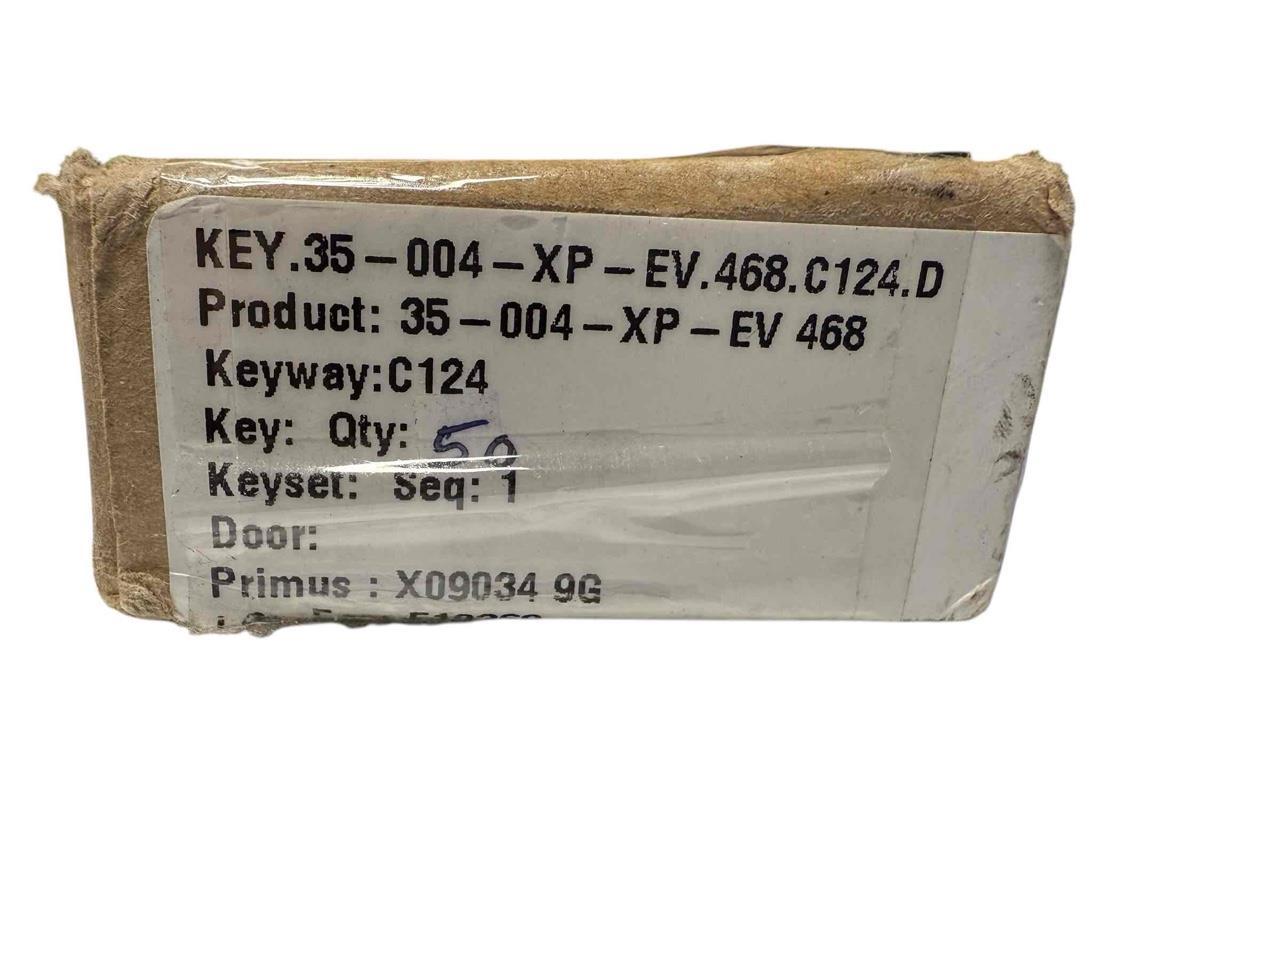 KEY.35-004-XP-EV.468.C124.D
Product: 35-004-XP-EV 468
Keyway:C124
Key: Qty: 50
Keyset: Seq: 1
Door:
Primus : X09034 9G